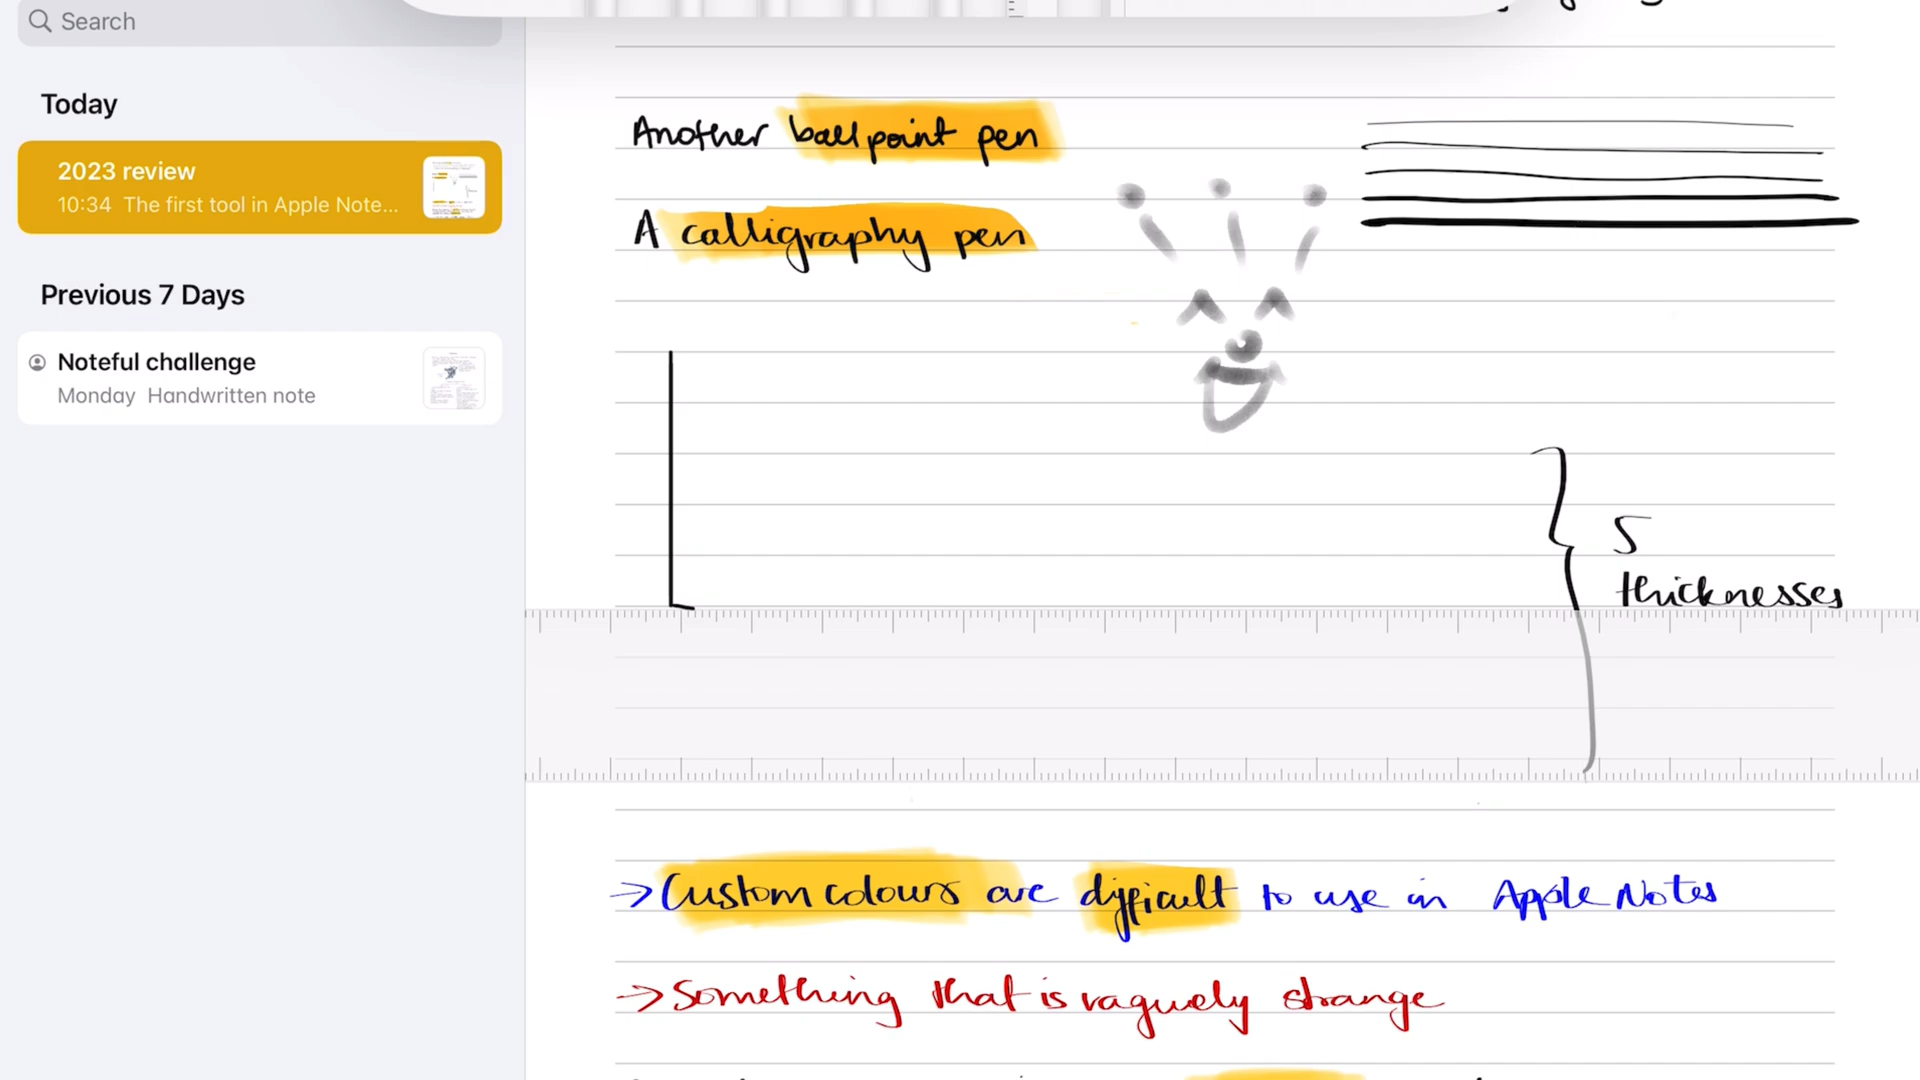 Search
Today
2023 review
10:34 The first tool in Apple Note...
Previous 7 Days
Noteful challenge
Monday Handwritten note
Another ballpoint pen
A calligraphy pen
5
thicknesses
→Custom colours are difficult to use in Apple Notes
→Something that is vaguely strange